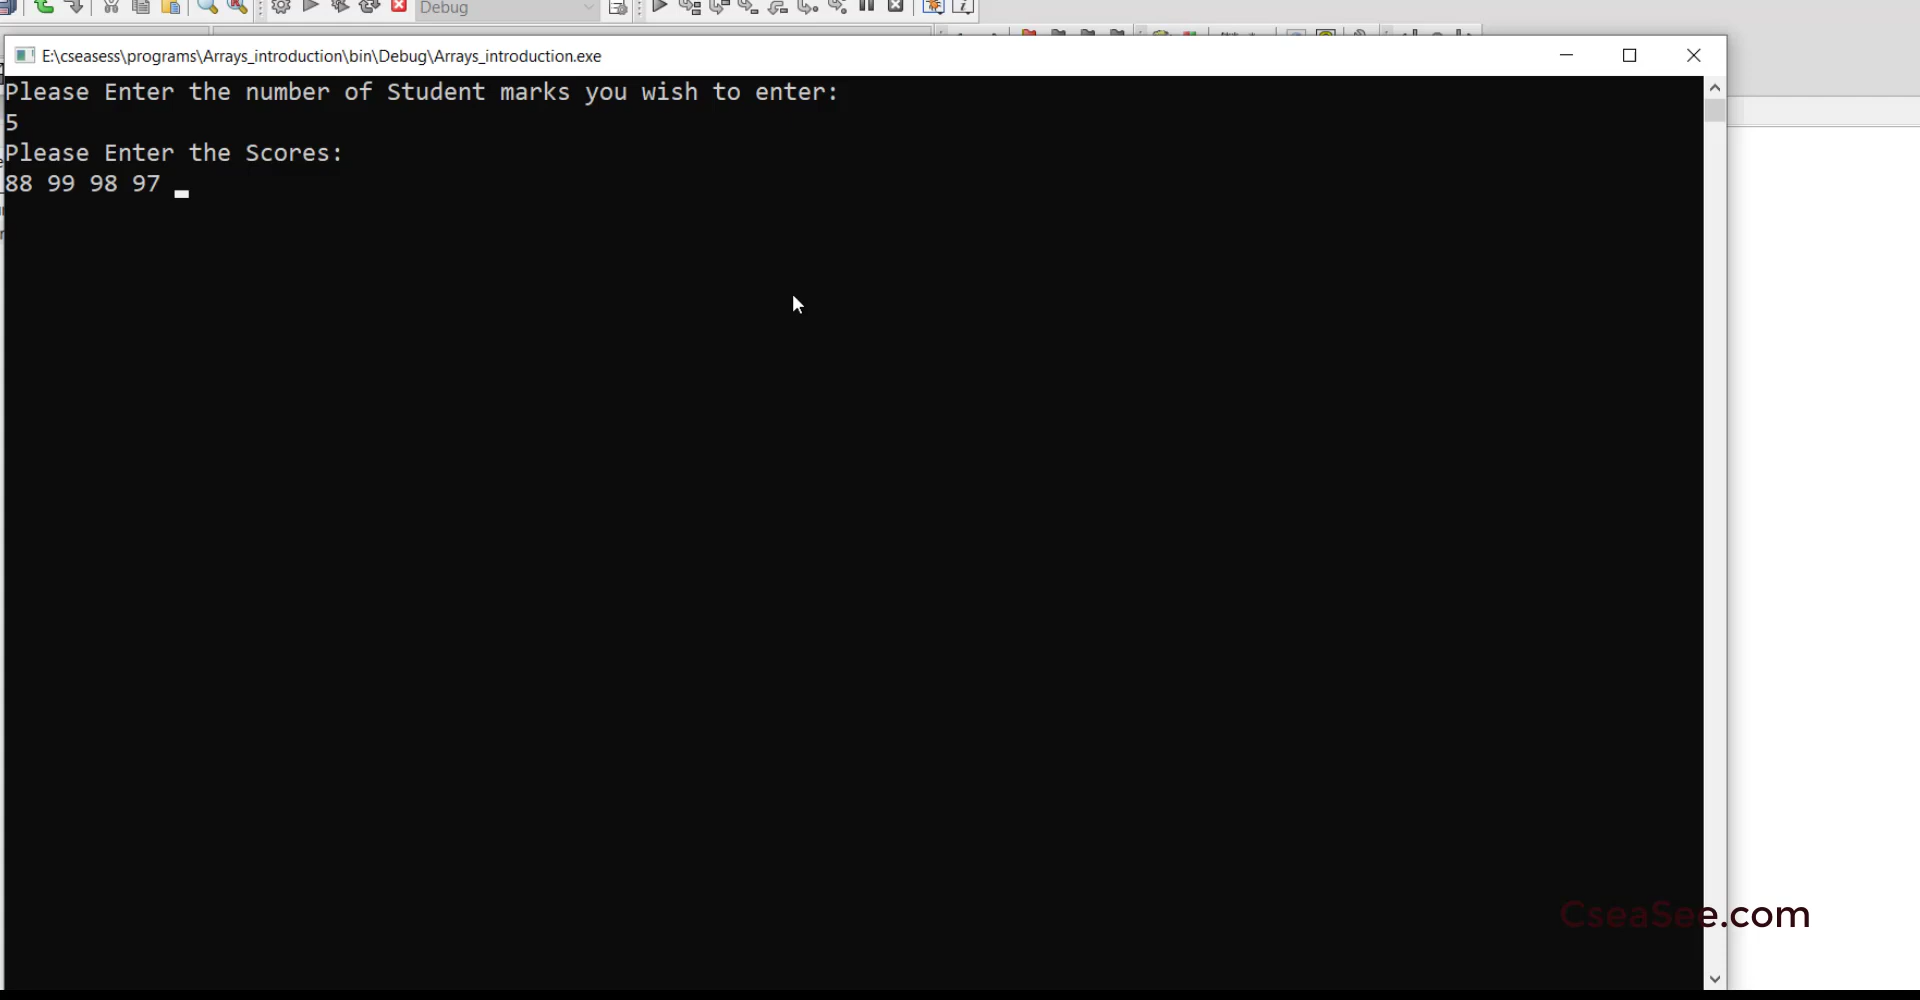 Debug
E:\cseasess\programs\Arrays_introduction\bin\Debug\Arrays_introduction.exe
Please Enter the number of Student marks you wish to enter:
5
Please Enter the Scores:
88 99 98 97
CseaSee.com